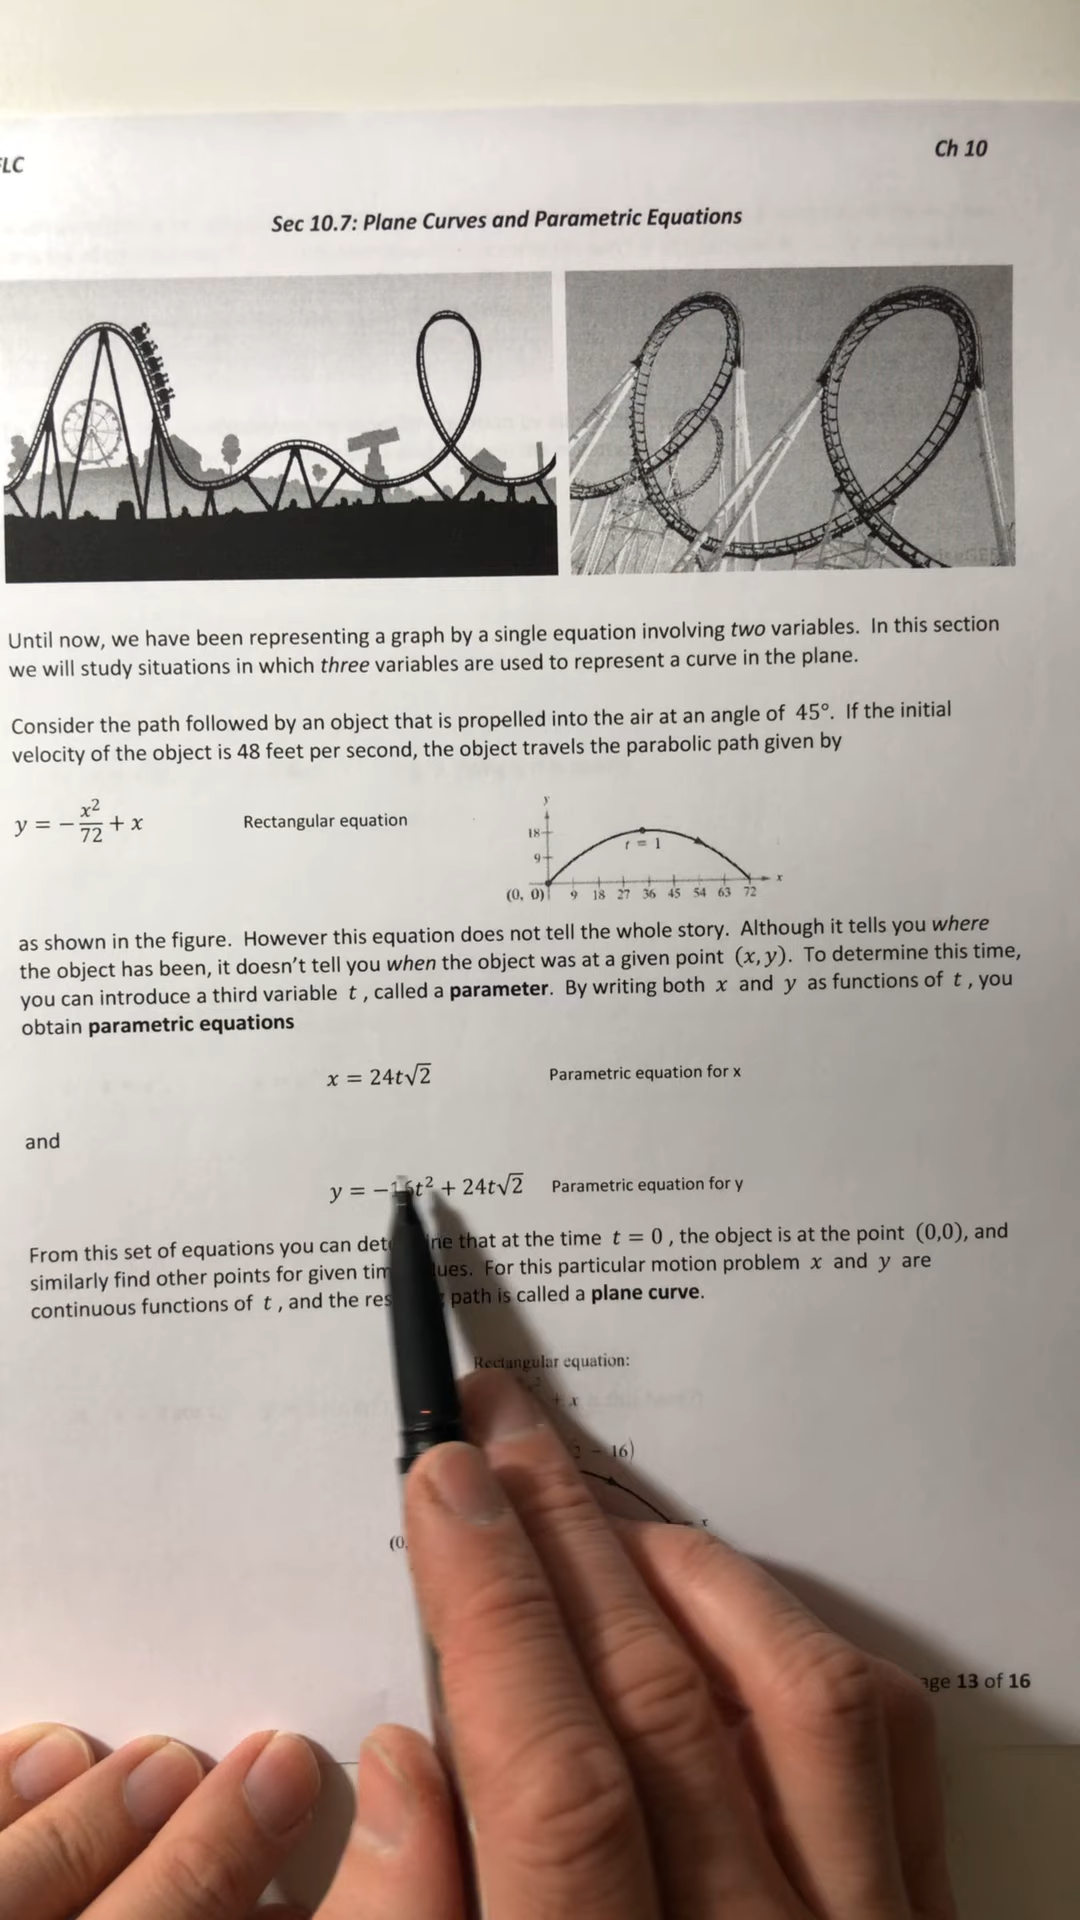 FLC
Ch 10
Sec 10.7: Plane Curves and Parametric Equations
Until now, we have been representing a graph by a single equation involving two variables. In this section
we will study situations in which three variables are used to represent a curve in the plane.
Consider the path followed by an object that is propelled into the air at an angle of 45°. If the initial
velocity of the object is 48 feet per second, the object travels the parabolic path given by
y = −x²/72 + x Rectangular equation
y
18
t = 1
9
x
(0, 0) 9 18 27 36 45 54 63 72
as shown in the figure. However this equation does not tell the whole story. Although it tells you where
the object has been, it doesn't tell you when the object was at a given point (x, y). To determine this time,
you can introduce a third variable t, called a parameter. By writing both x and y as functions of t, you
obtain parametric equations
x = 24t√2 Parametric equation for x
and
y = −16t² + 24t√2 Parametric equation for y
From this set of equations you can det ne that at the time t = 0, the object is at the point (0,0), and
similarly find other points for given tim lues. For this particular motion problem x and y are
continuous functions of t, and the res path is called a plane curve.
Rectangular equation:
+ x
2 − 16)
x
(0,
age 13 of 16